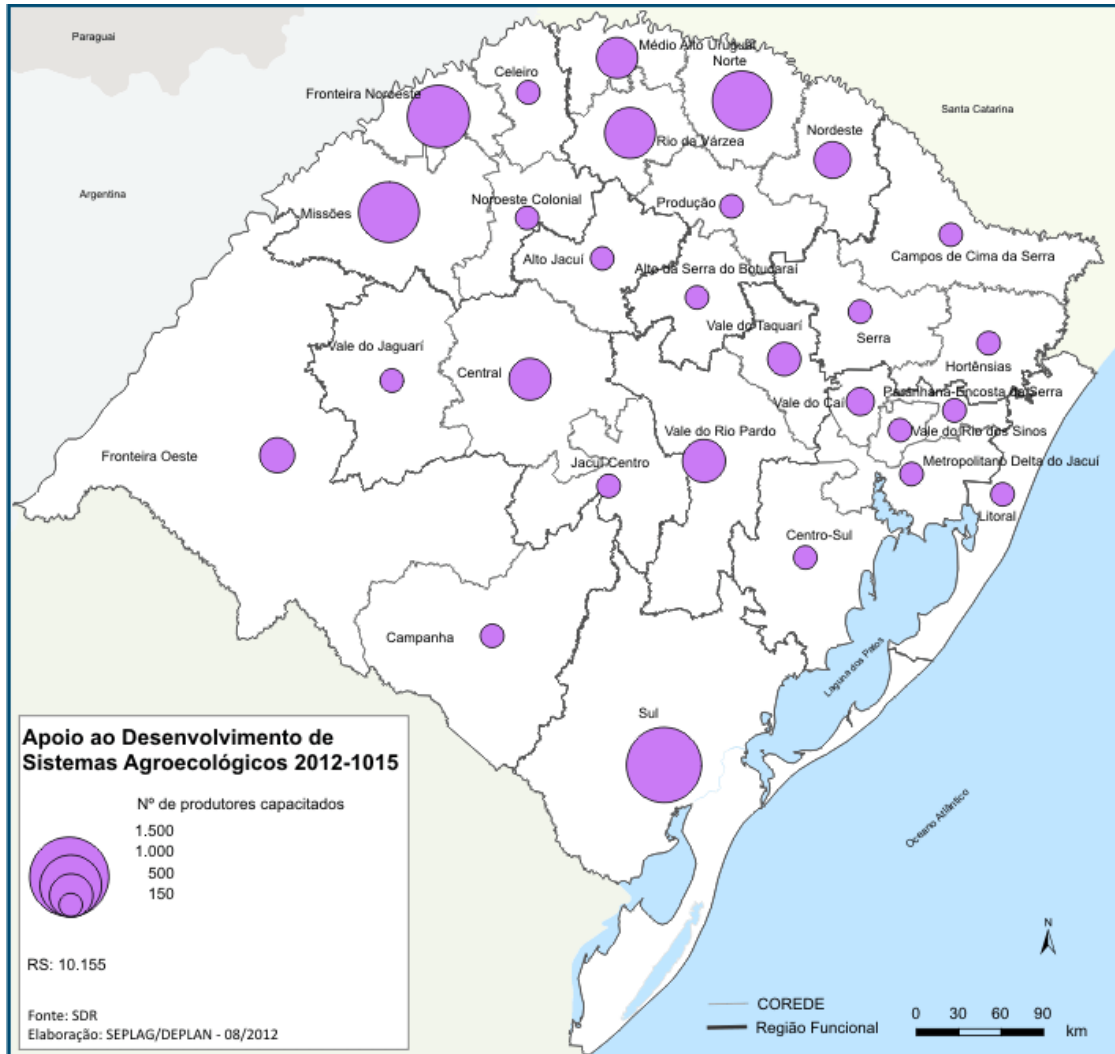 Paraguai
Médio Alto Uruguai
Norte
Celeiro
Fronteira Noroeste
Santa Catarina
Rio da Várzea
Nordeste
Argentina
Missões
Noroeste Colonial
Produção
Alto Jacuí
Alto da Serra do Botucaraí
Campos de Cima da Serra
Vale do Taquarí
Serra
Vale do Jaguarí
Central
Hortênsias
Paranhana-Encosta da Serra
Vale do Caí
Vale do Rio dos Sinos
Vale do Rio Pardo
Fronteira Oeste
Jacuí Centro
Metropolitano Delta do Jacuí
Litoral
Centro-Sul
Campanha
Laguna dos Patos
Sul
Oceano Atlântico
Apoio ao Desenvolvimento de
Sistemas Agroecológicos 2012-1015
Nº de produtores capacitados
1.500
1.000
500
150
RS: 10.155
Fonte: SDR
Elaboração: SEPLAG/DEPLAN - 08/2012
N
COREDE
Região Funcional
0 30 60 90
km